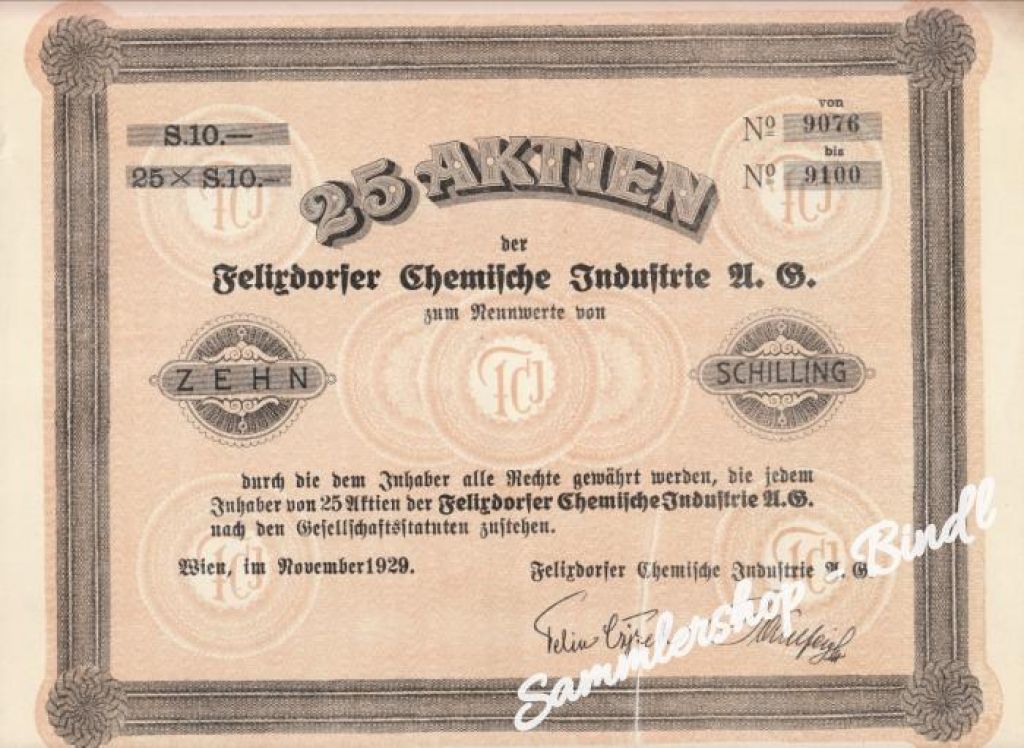 S.10.—
25 × S.10.—
von
Nº 9076
bis
Nº 9100
25 AKTIEN
der
Felixdorfer Chemische Industrie A. G.
zum Nennwerte von
ZEHN
SCHILLING
FCJ
durch die dem Inhaber alle Rechte gewährt werden, die jedem
Inhaber von 25 Aktien der Felixdorfer Chemische Industrie A. G.
nach den Gesellschaftsstatuten zustehen.
Wien, im November 1929.
Felixdorfer Chemische Industrie A. G.
Sammlershop - Bindl